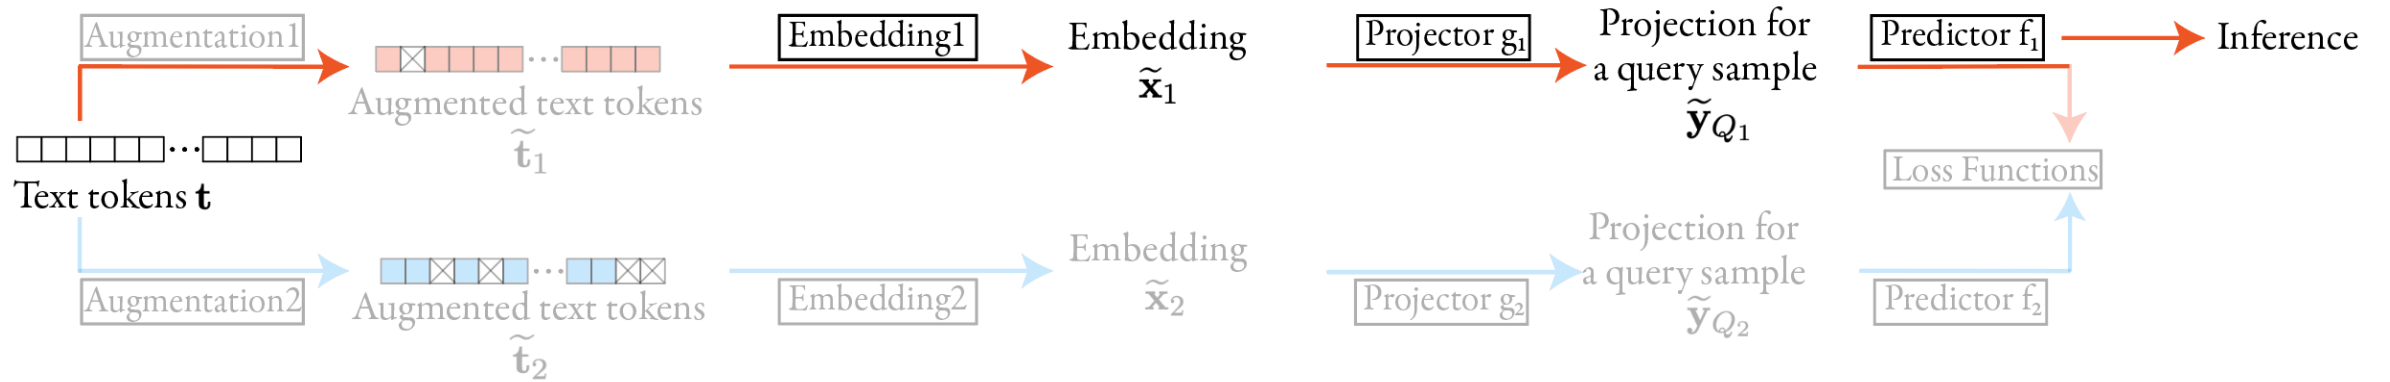 Augmentation1
Augmented text tokens
t̃₁
Embedding1
Embedding
x̃₁
Projector g₁
Projection for
a query sample
ỹQ₁
Predictor f₁
Inference
Text tokens t
Loss Functions
Augmentation2
Augmented text tokens
t̃₂
Embedding2
Embedding
x̃₂
Projector g₂
Projection for
a query sample
ỹQ₂
Predictor f₂